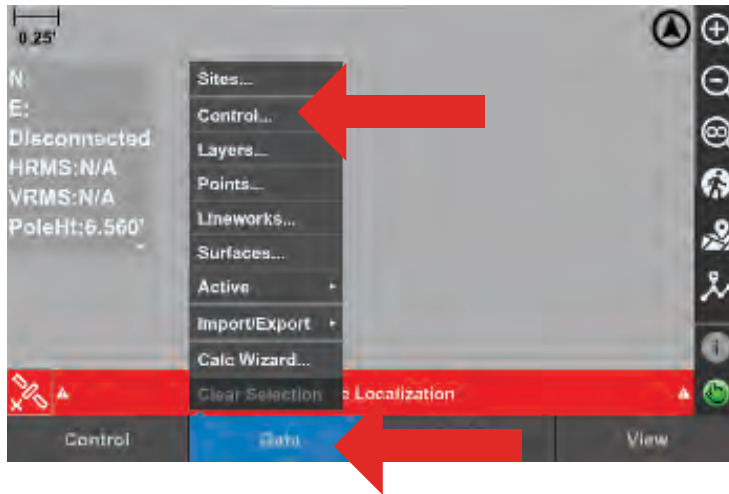 0.25'
N
E:
Disconnected
HRMS:N/A
VRMS:N/A
PoleHt:6.560'
Sites...
Control...
Layers...
Points...
Lineworks...
Surfaces...
Active
Import/Export
Calc Wizard...
Clear Selection
Localization
Control
Data
View